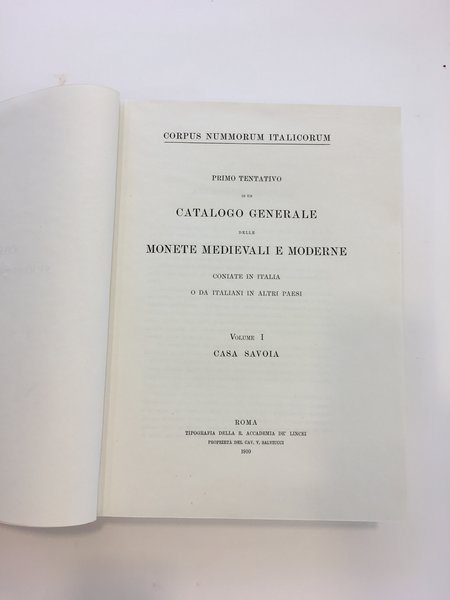 CORPUS NUMMORUM ITALICORUM
PRIMO TENTATIVO
DI UN
CATALOGO GENERALE
DELLE
MONETE MEDIEVALI E MODERNE
CONIATE IN ITALIA
O DA ITALIANI IN ALTRI PAESI
VOLUME I
CASA SAVOIA
ROMA
TIPOGRAFIA DELLA R. ACCADEMIA DE' LINCEI
PROPRIETÀ DEL CAV. V. SALVIUCCI
1910